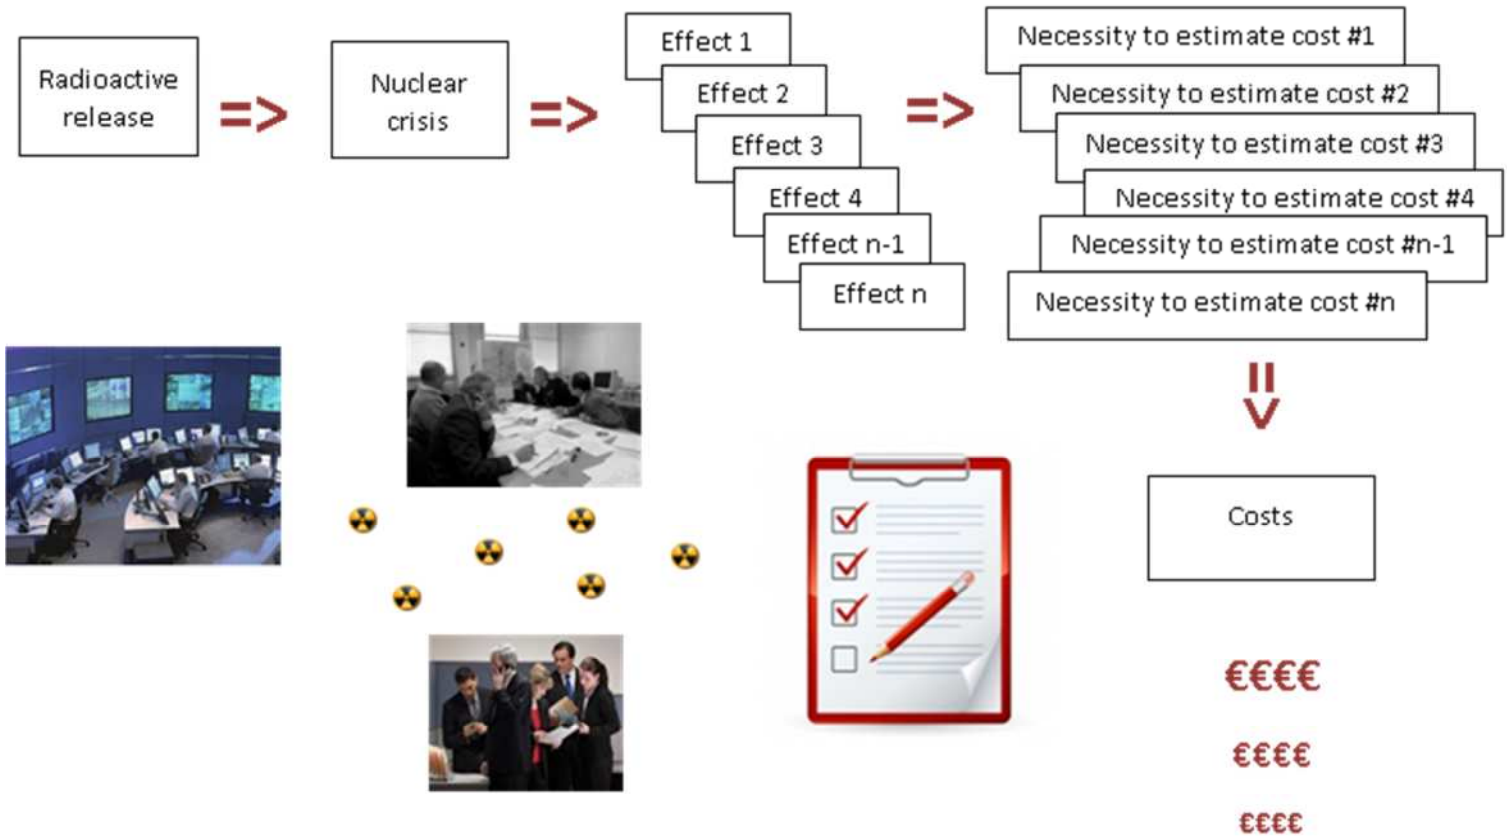 Radioactive
release
=>
Nuclear
crisis
=>
Effect 1
Effect 2
Effect 3
Effect 4
Effect n-1
Effect n
=>
Necessity to estimate cost #1
Necessity to estimate cost #2
Necessity to estimate cost #3
Necessity to estimate cost #4
Necessity to estimate cost #n-1
Necessity to estimate cost #n
=>
Costs
€€€€
€€€€
€€€€